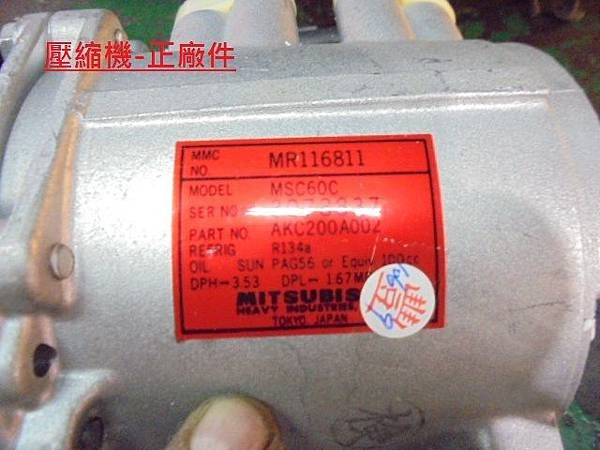 壓縮機-正廠件
MMC NO. MR116811
MODEL MSC60C
SER NO
PART NO. AKC200A002
REFRIG R134a
OIL SUN PAG56 or Equiv 100cc
DPH-3.53 DPL-1.67M
MITSUBIS
HEAVY INDUSTRIES,
TOKYO, JAPAN